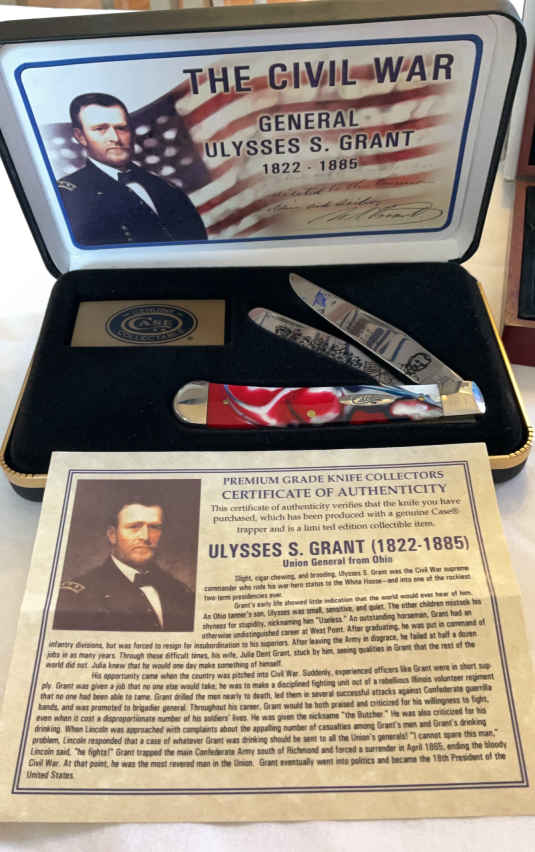 THE CIVIL WAR
GENERAL
ULYSSES S. GRANT
1822 - 1885
GENUINE
CASE
COLLECTABLE
CASE
PREMIUM GRADE KNIFE COLLECTORS
CERTIFICATE OF AUTHENTICITY
This certificate of authenticity verifies that the knife you have
purchased, which has been produced with a genuine Case®
trapper and is a limi ted edition collectible item.
ULYSSES S. GRANT (1822-1885)
Union General from Ohio
Slight, cigar-chewing, and brooding, Ulysses S. Grant was the Civil War supreme
commander who rode his war-hero status to the White House—and into one of the rockiest
two-term presidencies ever.
Grant's early life showed little indication that the world would ever hear of him.
An Ohio tanner's son, Ulysses was small, sensitive, and quiet. The other children mistook his
shyness for stupidity, nicknaming him "Useless." An outstanding horseman, Grant had an
otherwise undistinguished career at West Point. After graduating, he was put in command of
infantry divisions, but was forced to resign for insubordination to his superiors. After leaving the Army in disgrace, he failed at half a dozen
jobs in as many years. Through these difficult times, his wife, Julia Dent Grant, stuck by him, seeing qualities in Grant that the rest of the
world did not. Julia knew that he would one day make something of himself.
His opportunity came when the country was pitched into Civil War. Suddenly, experienced officers like Grant were in short sup-
ply. Grant was given a job that no one else would take; he was to make a disciplined fighting unit out of a rebellious Illinois volunteer regiment
that no one had been able to tame. Grant drilled the men nearly to death, led them in several successful attacks against Confederate guerrilla
bands, and was promoted to brigadier general. Throughout his career, Grant would be both praised and criticized for his willingness to fight,
even when it cost a disproportionate number of his soldiers' lives. He was given the nickname "the Butcher." He was also criticized for his
drinking. When Lincoln was approached with complaints about the appalling number of casualties among Grant's men and Grant's drinking
problem, Lincoln responded that a case of whatever Grant was drinking should be sent to all the Union's generals! "I cannot spare this man,"
Lincoln said, "he fights!" Grant trapped the main Confederate Army south of Richmond and forced a surrender in April 1865, ending the bloody
Civil War. At that point, he was the most revered man in the Union. Grant eventually went into politics and became the 18th President of the
United States.